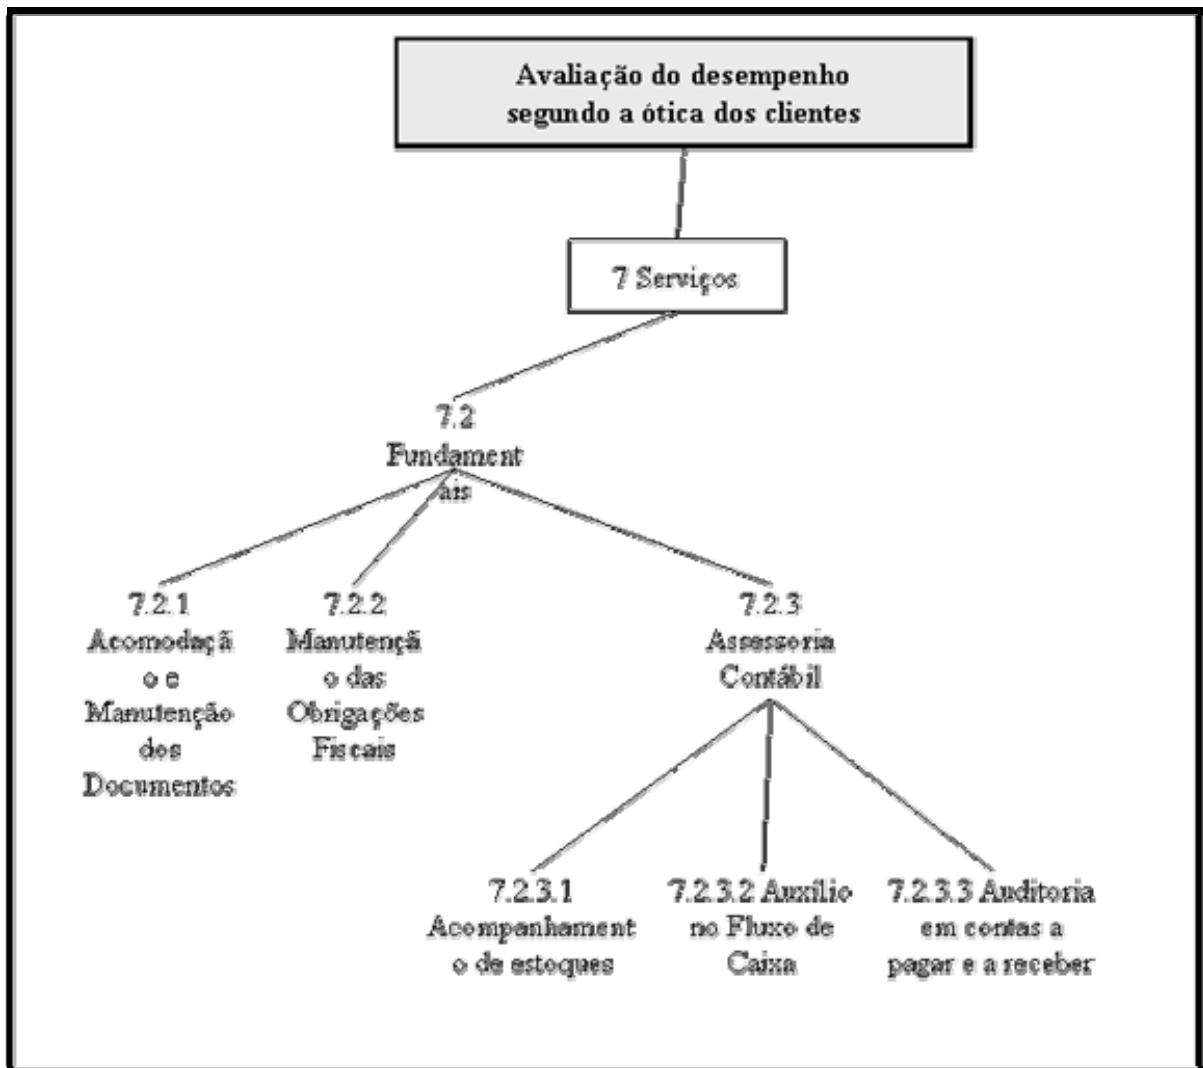 Avaliação do desempenho
segundo a ótica dos clientes
7 Serviços
7.2
Fundament
ais
7.2.1
Acomodaçã
o e
Manutenção
dos
Documentos
7.2.2
Manutençã
o das
Obrigações
Fiscais
7.2.3
Assessoria
Contábil
7.2.3.1
Acompanhament
o de estoques
7.2.3.2 Auxílio
no Fluxo de
Caixa
7.2.3.3 Auditoria
em contas a
pagar e a receber